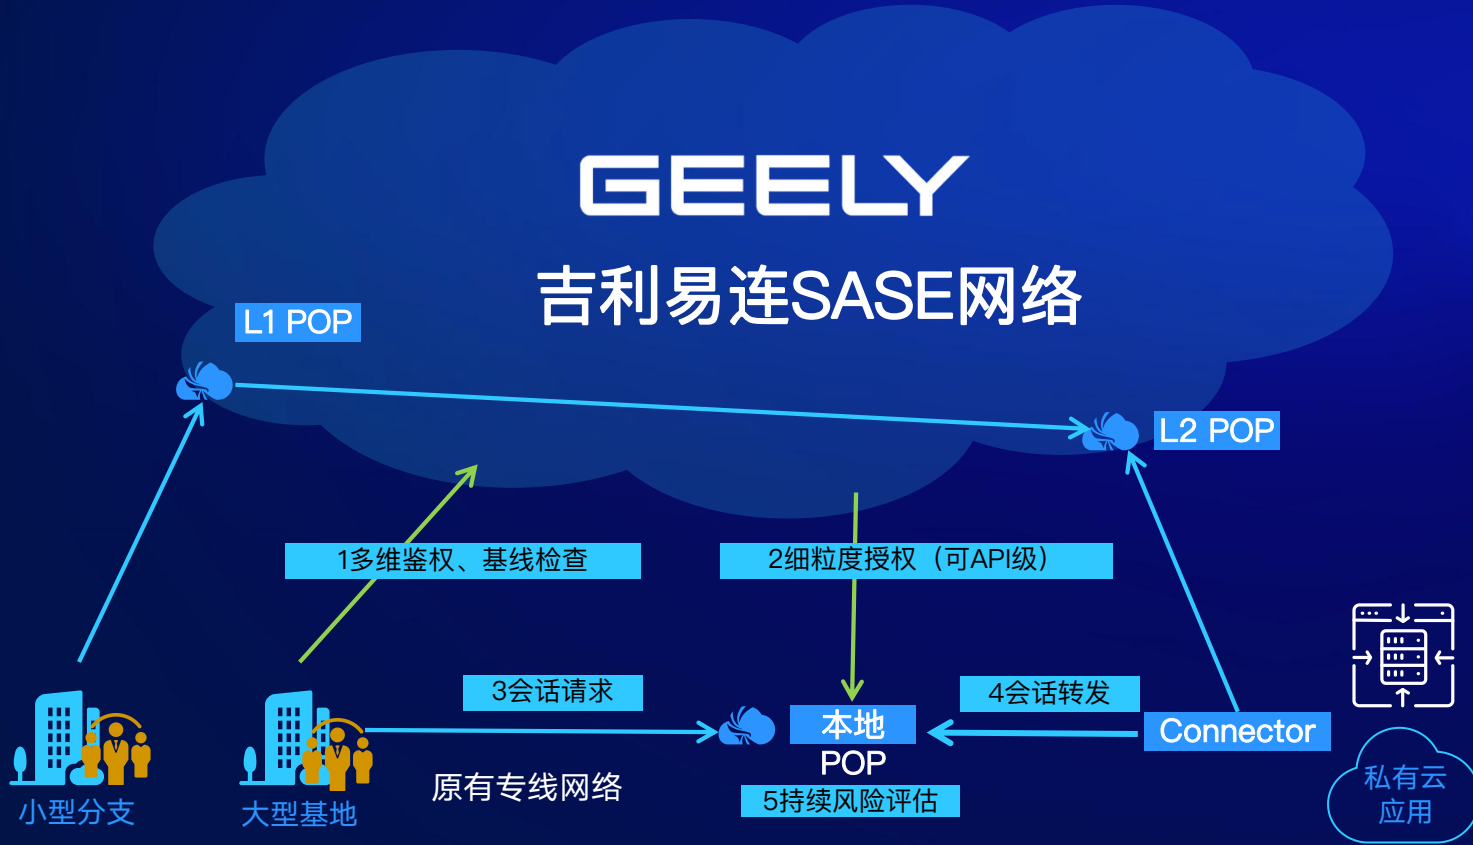 GEELY
吉利易连SASE网络
L1 POP
L2 POP
1多维鉴权、基线检查
2细粒度授权（可API级）
3会话请求
4会话转发
本地
POP
Connector
5持续风险评估
原有专线网络
小型分支
大型基地
私有云
应用